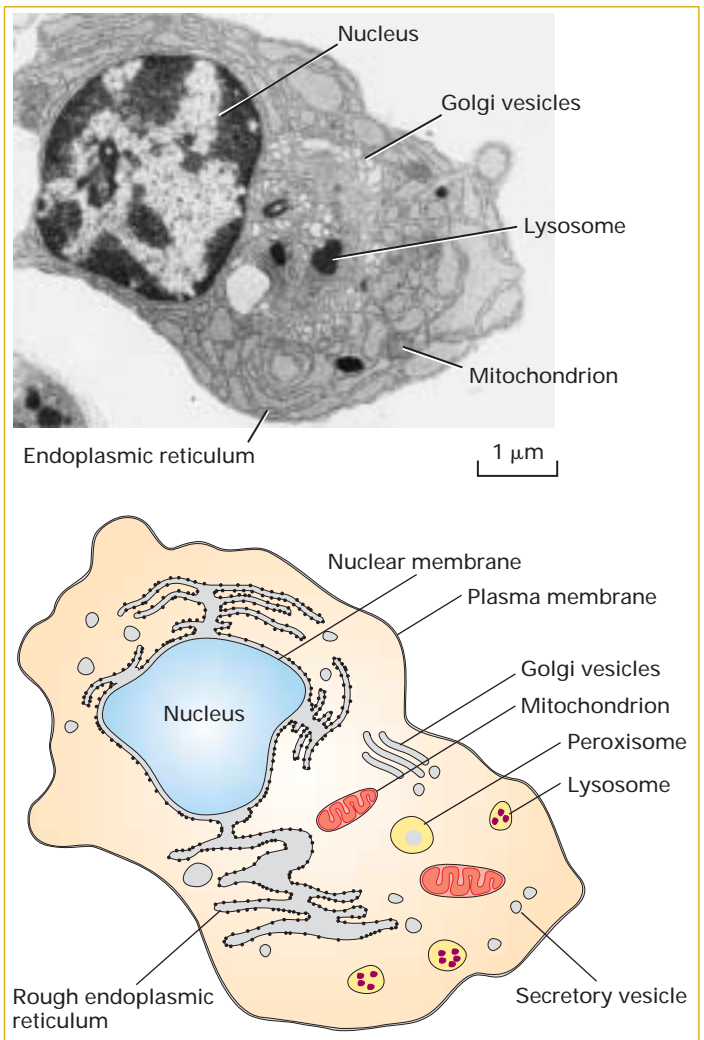 Nucleus
Golgi vesicles
Lysosome
Mitochondrion
Endoplasmic reticulum
1 μm
Nuclear membrane
Plasma membrane
Golgi vesicles
Nucleus
Mitochondrion
Peroxisome
Lysosome
Rough endoplasmic
reticulum
Secretory vesicle